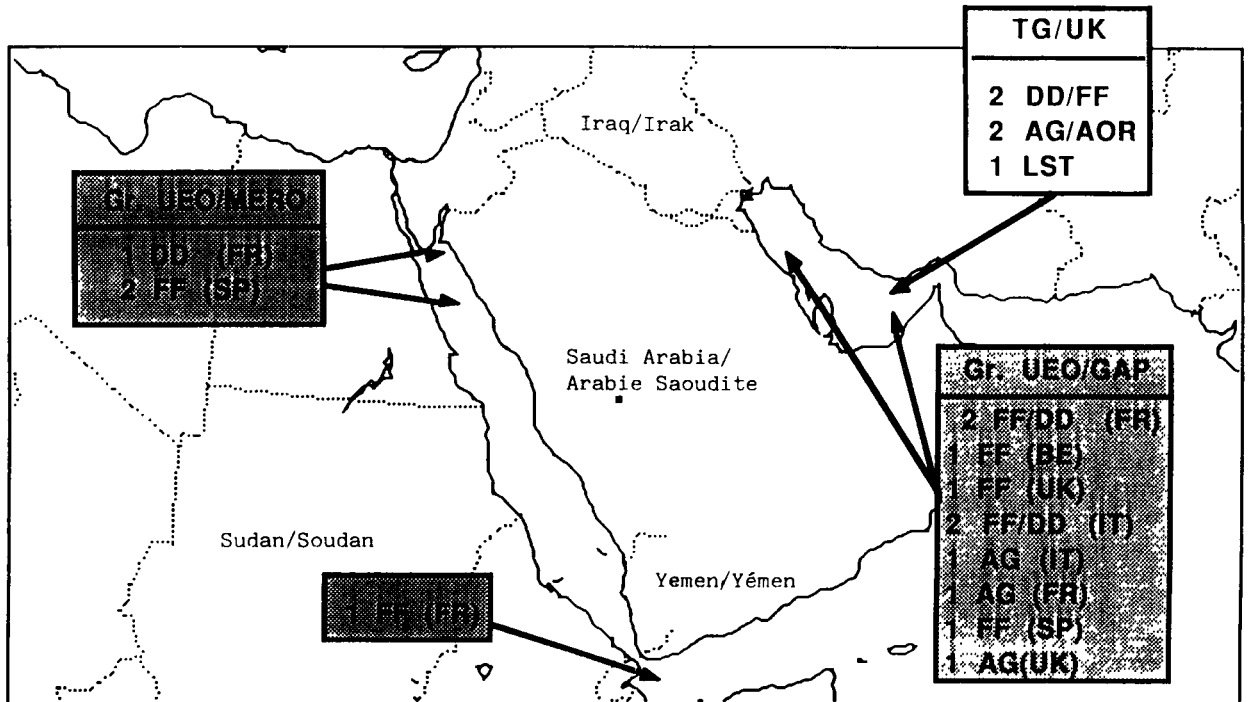 TG/UK
2 DD/FF
2 AG/AOR
1 LST
Iraq/Irak
Gr. UEO/MERO
1 DD (FR)
2 FF (SP)
Saudi Arabia/
Arabie Saoudite
Gr. UEO/GAP
2 FF/DD (FR)
1 FF (BE)
1 FF (UK)
2 FF/DD (IT)
1 AG (IT)
1 AG (FR)
1 FF (SP)
1 AG(UK)
Sudan/Soudan
Yemen/Yémen
1 FF (FR)